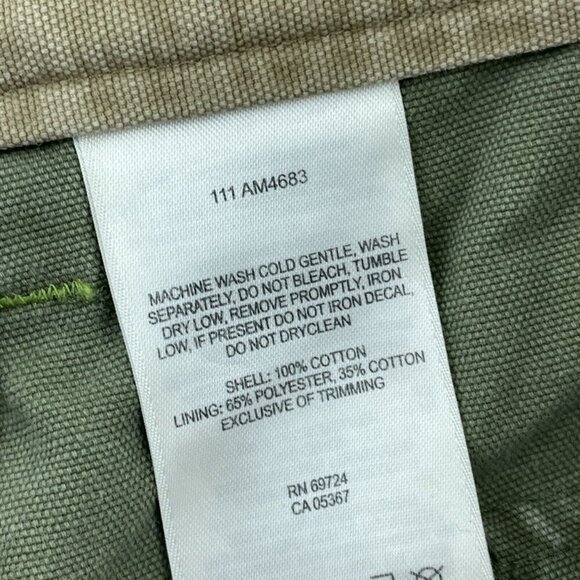 111 AM4683
MACHINE WASH COLD GENTLE, WASH
SEPARATELY, DO NOT BLEACH, TUMBLE
DRY LOW, REMOVE PROMPTLY, IRON
LOW, IF PRESENT DO NOT IRON DECAL,
DO NOT DRYCLEAN
SHELL: 100% COTTON
LINING: 65% POLYESTER, 35% COTTON
EXCLUSIVE OF TRIMMING
RN 69724
CA 05367